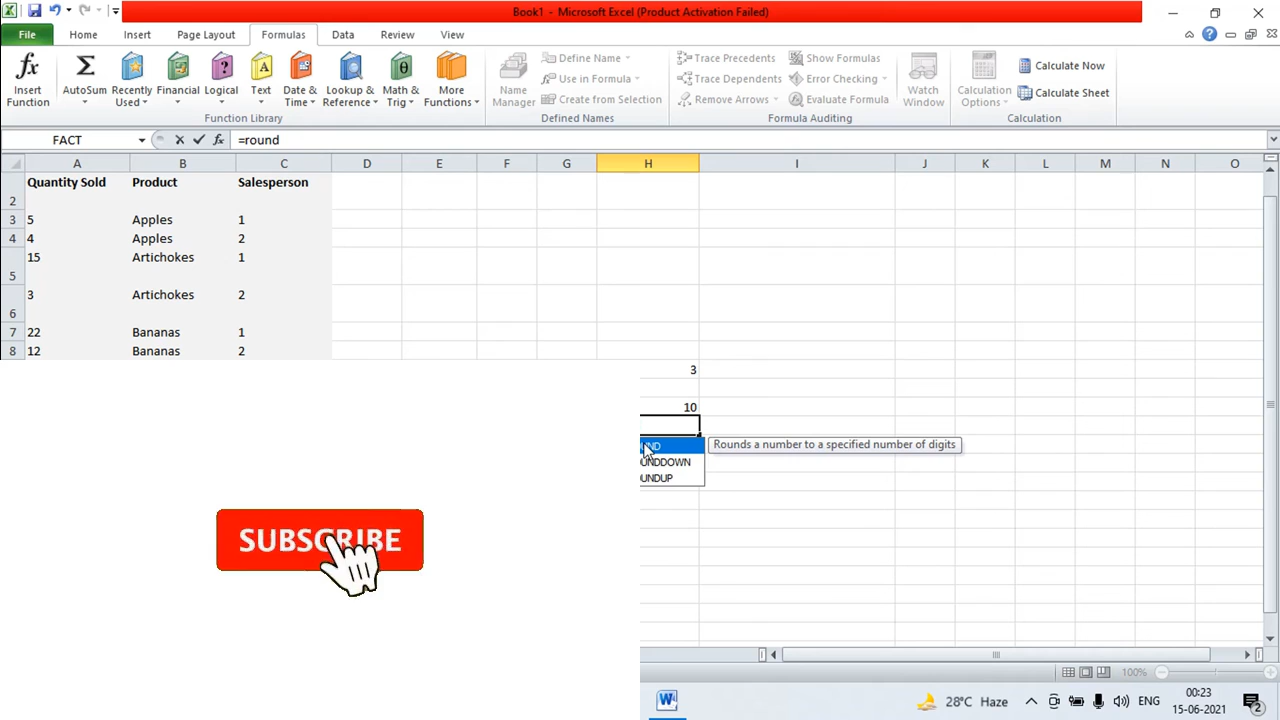 Book1 - Microsoft Excel (Product Activation Failed)
File Home Insert Page Layout Formulas Data Review View
Insert Function
AutoSum
Recently Used
Financial
Logical
Text
Date & Time
Lookup & Reference
Math & Trig
More Functions
Function Library
Name Manager
Define Name
Use in Formula
Create from Selection
Defined Names
Trace Precedents
Trace Dependents
Remove Arrows
Show Formulas
Error Checking
Evaluate Formula
Formula Auditing
Watch Window
Calculation Options
Calculate Now
Calculate Sheet
Calculation
FACT fx =round
A B C D E F G H I J K L M N O
2 Quantity Sold Product Salesperson
3 5 Apples 1
4 4 Apples 2
5 15 Artichokes 1
6 3 Artichokes 2
7 22 Bananas 1
8 12 Bananas 2
3
10
Rounds a number to a specified number of digits
OUNDDOWN
OUNDUP
SUBSCRIBE
100%
28°C Haze ENG 00:23
15-06-2021
2